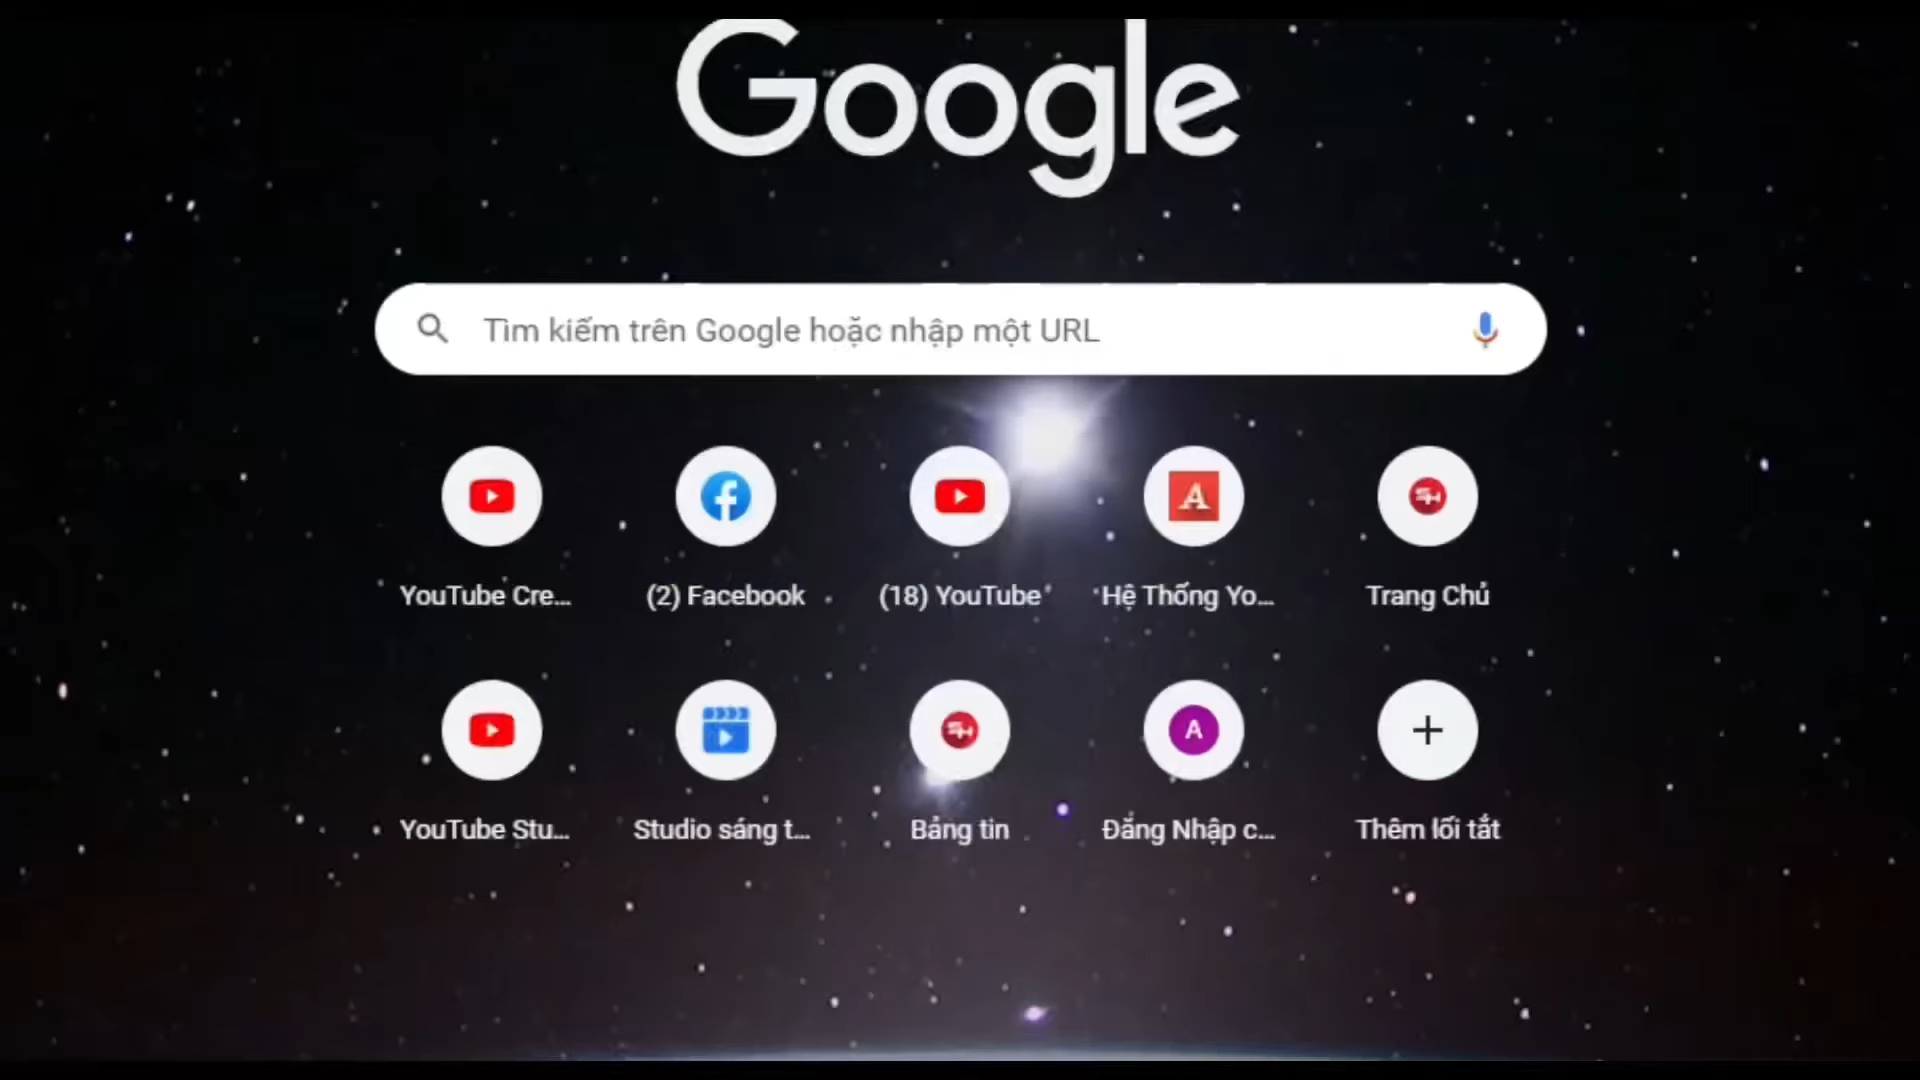 Google
Tìm kiếm trên Google hoặc nhập một URL
YouTube Cre...
(2) Facebook
(18) YouTube
Hệ Thống Yo...
Trang Chủ
YouTube Stu...
Studio sáng t...
Bảng tin
A
Đăng Nhập c...
Thêm lối tắt